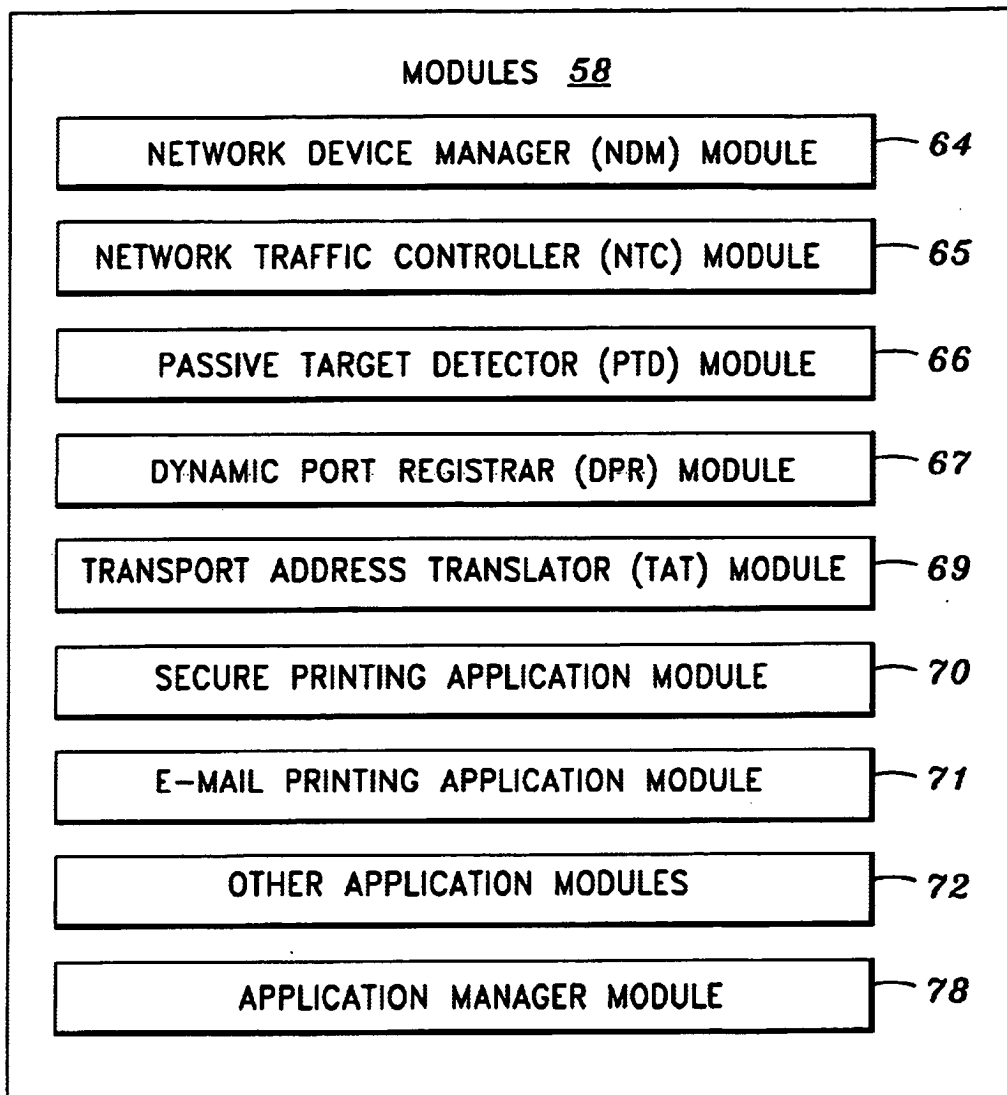 MODULES 58
NETWORK DEVICE MANAGER (NDM) MODULE 64
NETWORK TRAFFIC CONTROLLER (NTC) MODULE 65
PASSIVE TARGET DETECTOR (PTD) MODULE 66
DYNAMIC PORT REGISTRAR (DPR) MODULE 67
TRANSPORT ADDRESS TRANSLATOR (TAT) MODULE 69
SECURE PRINTING APPLICATION MODULE 70
E-MAIL PRINTING APPLICATION MODULE 71
OTHER APPLICATION MODULES 72
APPLICATION MANAGER MODULE 78